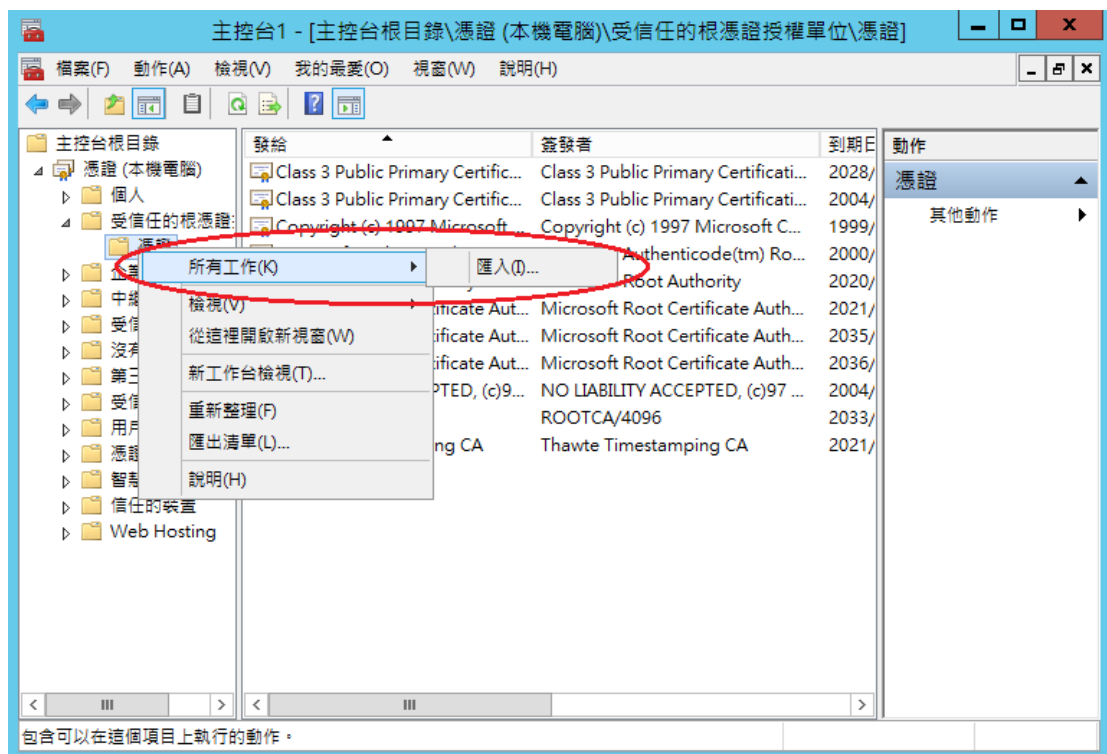 主控台1 - [主控台根目錄\憑證 (本機電腦)\受信任的根憑證授權單位\憑證]
檔案(F) 動作(A) 檢視(V) 我的最愛(O) 視窗(W) 說明(H)
主控台根目錄
憑證 (本機電腦)
個人
受信任的根憑證
憑證
中繼
受信
沒有
第三
受信
用戶
憑證
智慧
信任的裝置
Web Hosting
所有工作(K)
匯入(I)...
檢視(V)
從這裡開啟新視窗(W)
新工作台檢視(T)...
重新整理(F)
匯出清單(L)...
說明(H)
發給 簽發者 到期日
Class 3 Public Primary Certific... Class 3 Public Primary Certificati... 2028/
Class 3 Public Primary Certific... Class 3 Public Primary Certificati... 2004/
Copyright (c) 1997 Microsoft ... Copyright (c) 1997 Microsoft C... 1999/
Authenticode(tm) Ro... 2000/
Root Authority 2020/
ificate Aut... Microsoft Root Certificate Auth... 2021/
ificate Aut... Microsoft Root Certificate Auth... 2035/
ificate Aut... Microsoft Root Certificate Auth... 2036/
PTED, (c)9... NO LIABILITY ACCEPTED, (c)97 ... 2004/
ROOTCA/4096 2033/
ng CA Thawte Timestamping CA 2021/
動作
憑證
其他動作
包含可以在這個項目上執行的動作。